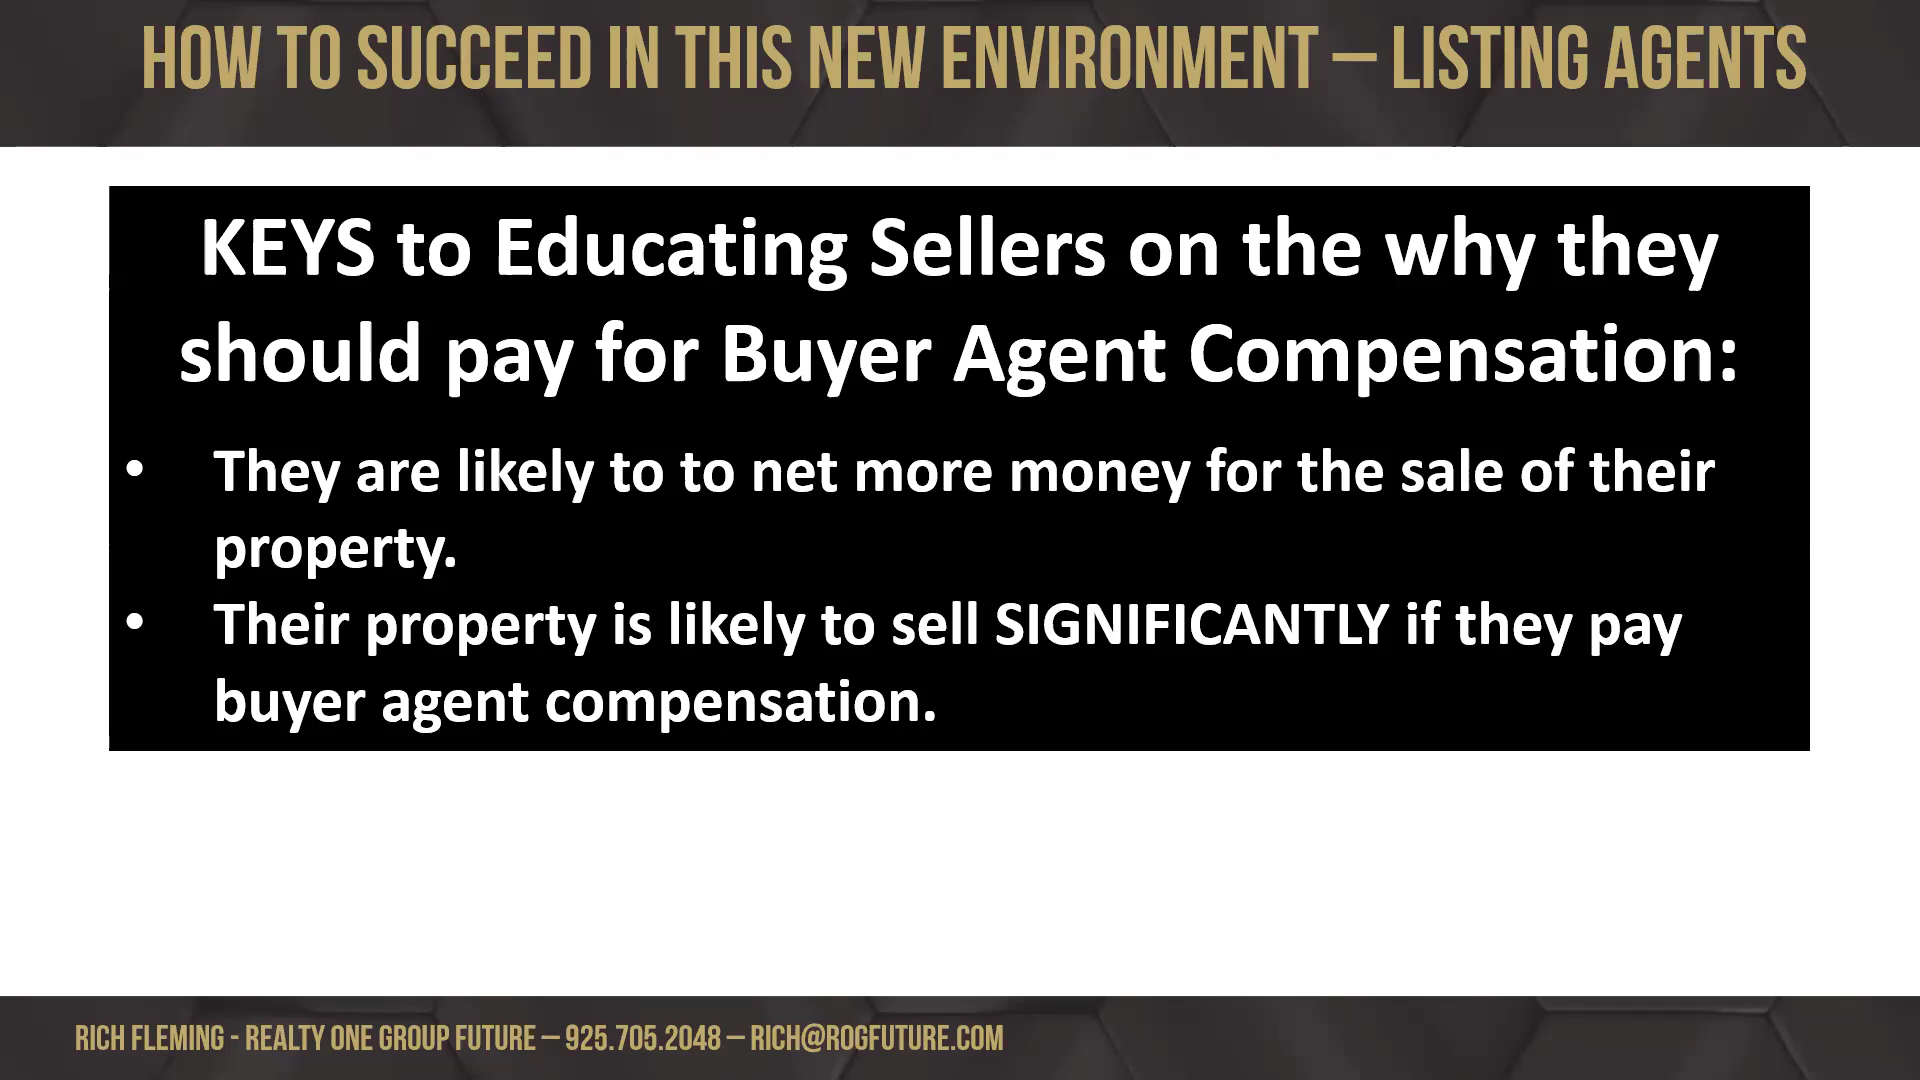 HOW TO SUCCEED IN THIS NEW ENVIRONMENT – LISTING AGENTS
KEYS to Educating Sellers on the why they
should pay for Buyer Agent Compensation:
• They are likely to to net more money for the sale of their
property.
• Their property is likely to sell SIGNIFICANTLY if they pay
buyer agent compensation.
RICH FLEMING - REALTY ONE GROUP FUTURE – 925.705.2048 – RICH@ROGFUTURE.COM